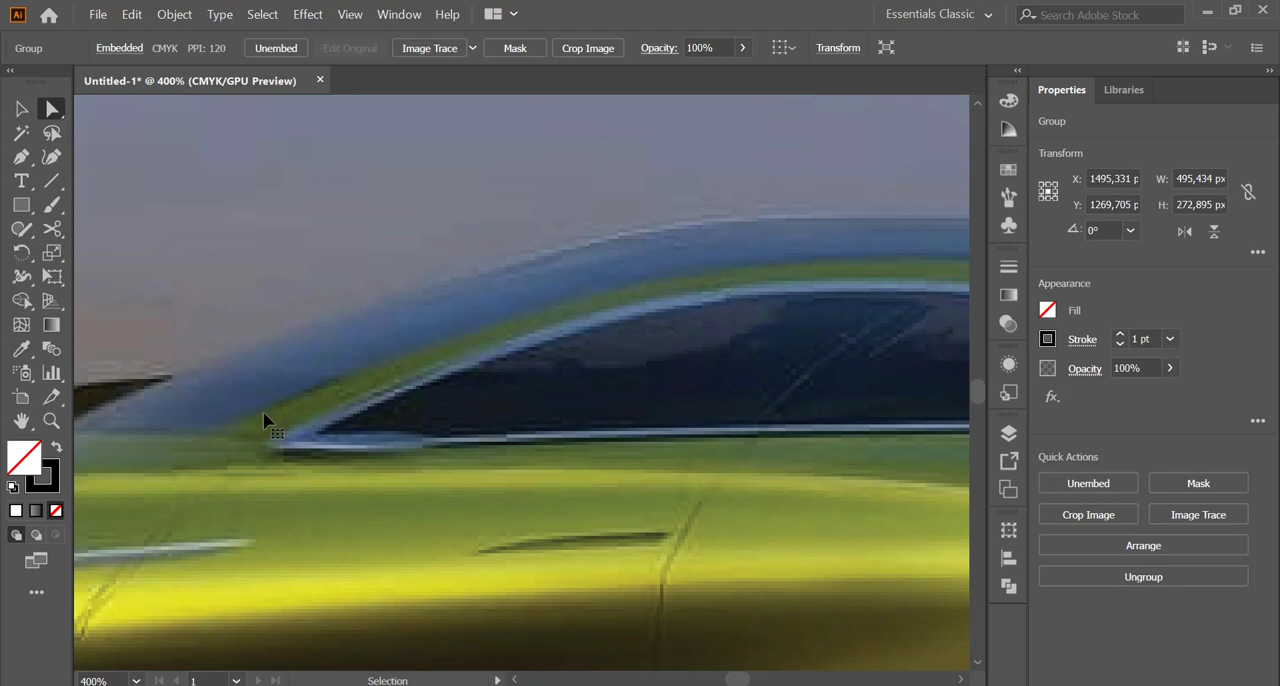 Ai File Edit Object Type Select Effect View Window Help Essentials Classic Search Adobe Stock
Group Embedded CMYK PPI: 120 Unembed Edit Original Image Trace Mask Crop Image Opacity: 100% Transform
Untitled-1* @ 400% (CMYK/GPU Preview)
Properties Libraries
Group
Transform
X: 1495,331 p W: 495,434 px
Y: 1269,705 p H: 272,895 px
0°
Appearance
Fill
Stroke 1 pt
Opacity 100%
fx.
Quick Actions
Unembed Mask
Crop Image Image Trace
Arrange
Ungroup
400% 1 Selection